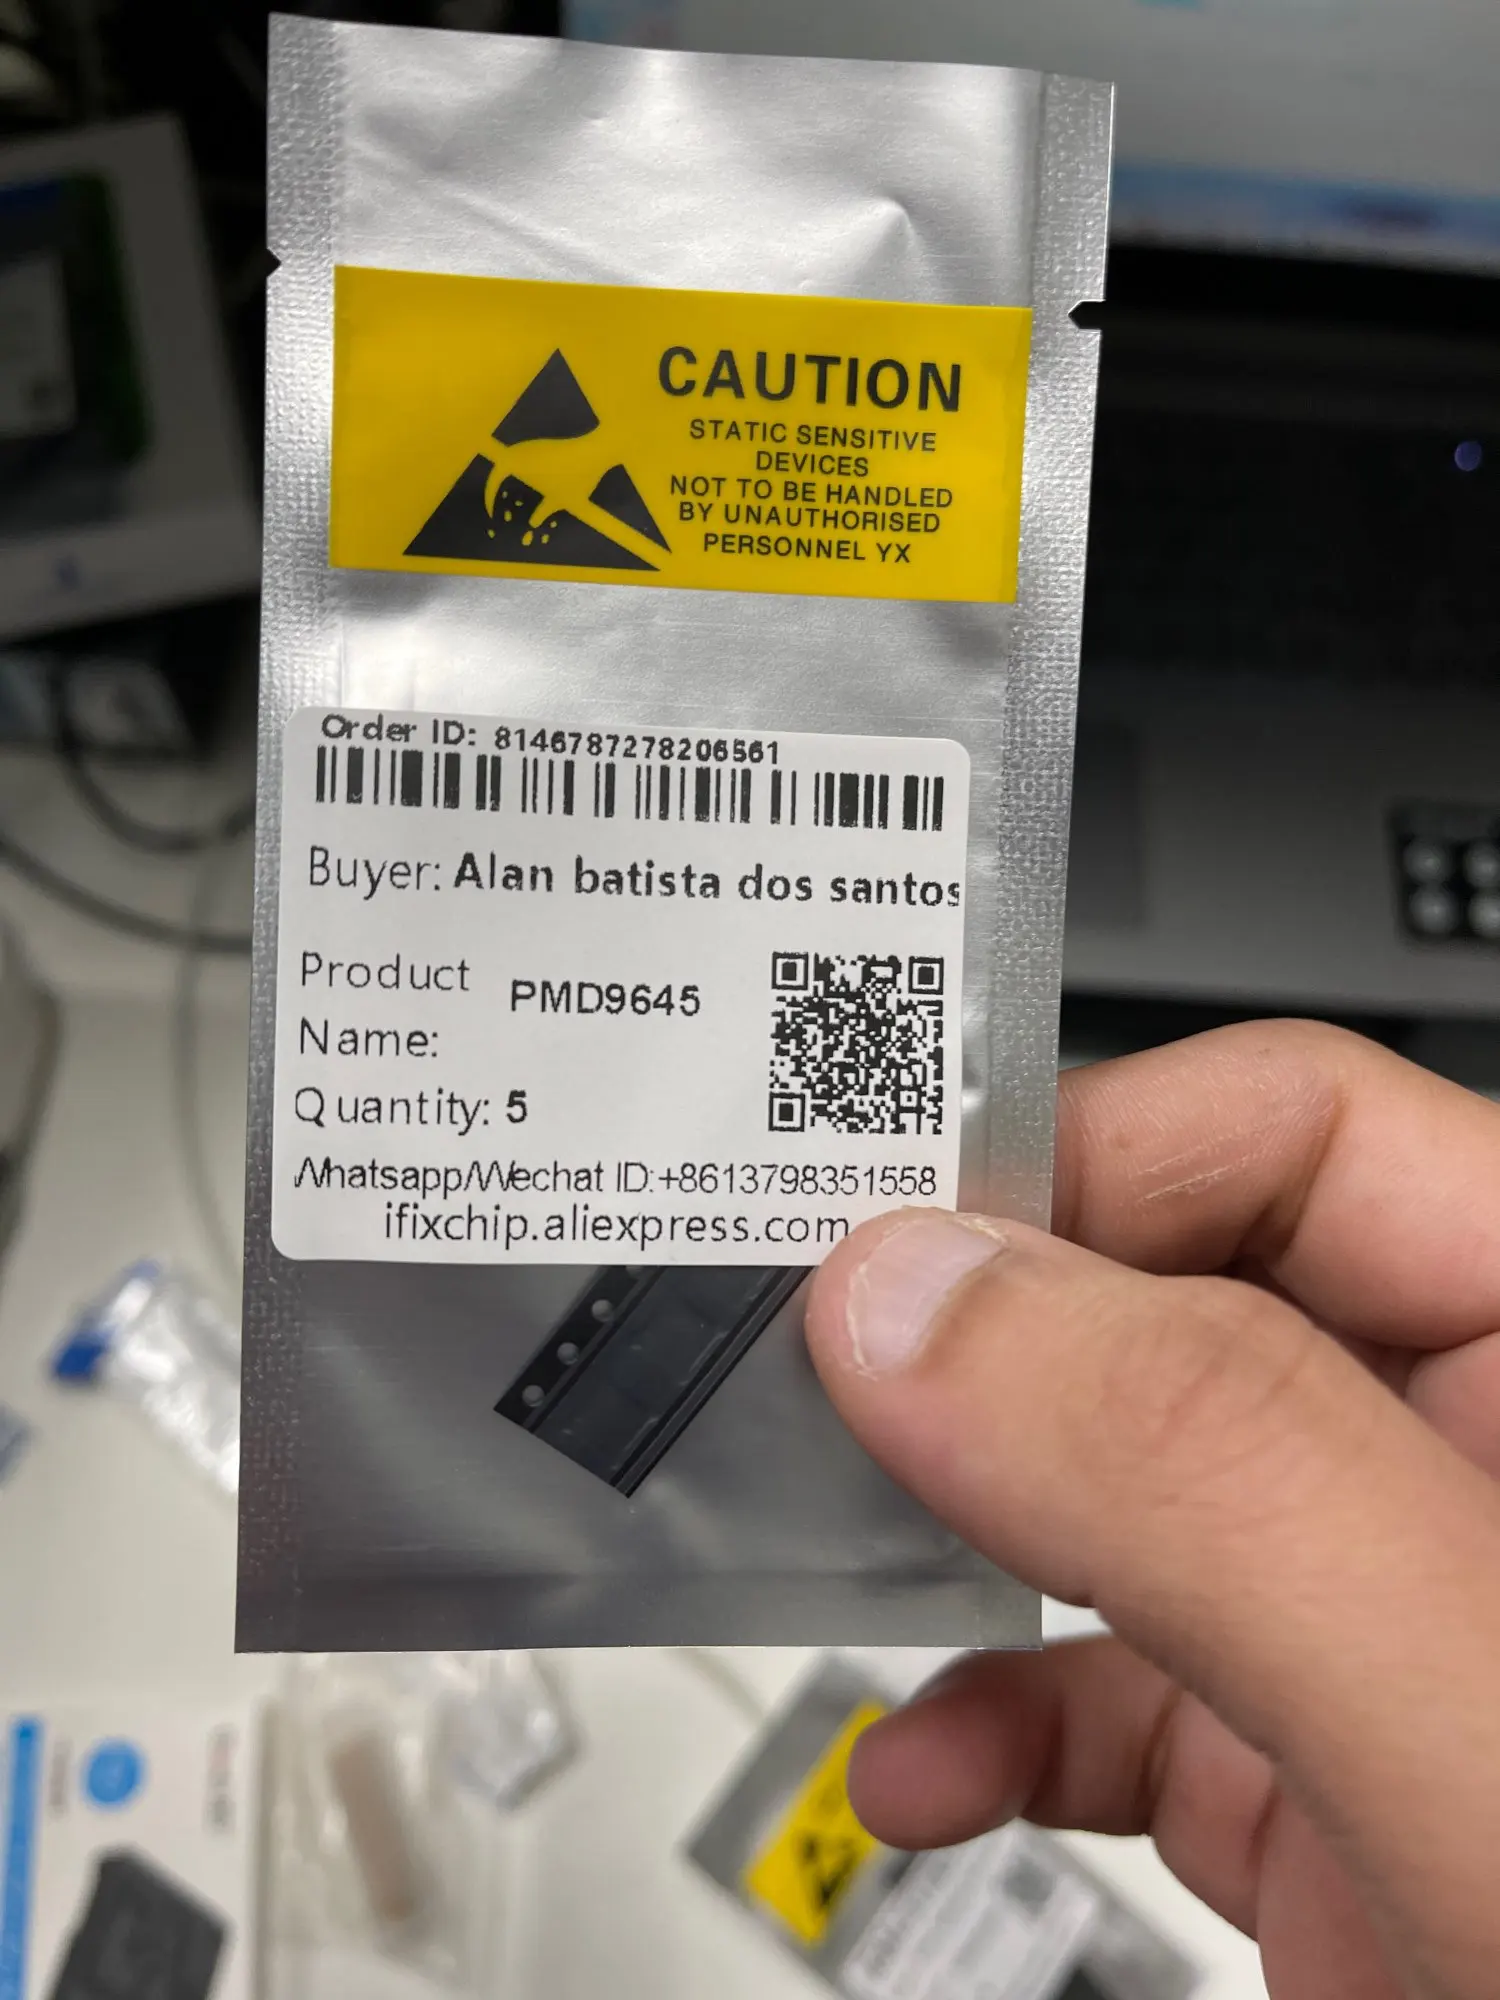 CAUTION
STATIC SENSITIVE
DEVICES
NOT TO BE HANDLED
BY UNAUTHORISED
PERSONNEL YX
Order ID: 8146787278206561
Buyer: Alan batista dos santos
Product
Name:
PMD9645
Quantity: 5
Whatsapp/Wechat ID:+8613798351558
ifixchip.aliexpress.com